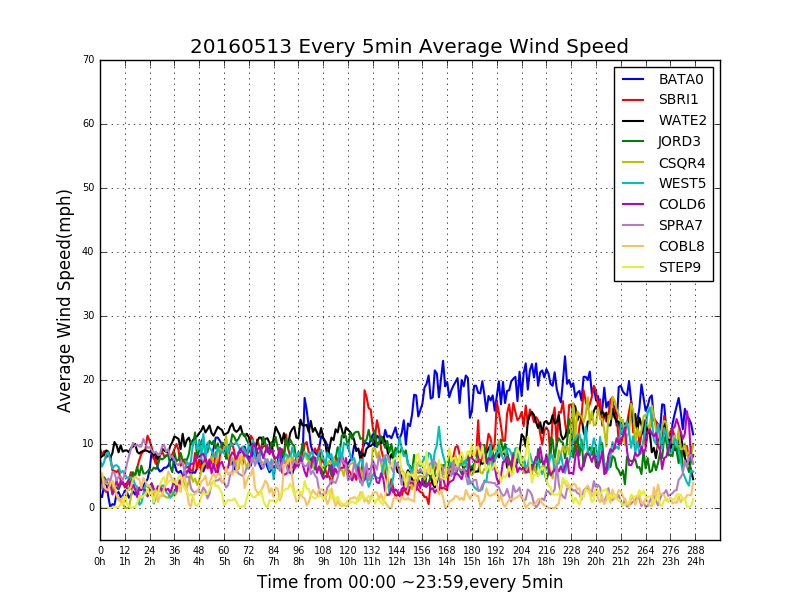 20160513 Every 5min Average Wind Speed
70
60
50
40
30
20
10
0
Average Wind Speed(mph)
BATA0
SBRI1
WATE2
JORD3
CSQR4
WEST5
COLD6
SPRA7
COBL8
STEP9
0 12 24 36 48 60 72 84 96 108 120 132 144 156 168 180 192 204 216 228 240 252 264 276 288
0h 1h 2h 3h 4h 5h 6h 7h 8h 9h 10h 11h 12h 13h 14h 15h 16h 17h 18h 19h 20h 21h 22h 23h 24h
Time from 00:00 ~23:59,every 5min